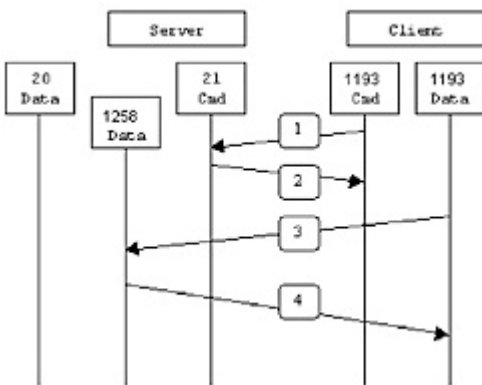 Server
Client
20
Data
1258
Data
21
Cmd
1193
Cmd
1193
Data
1
2
3
4